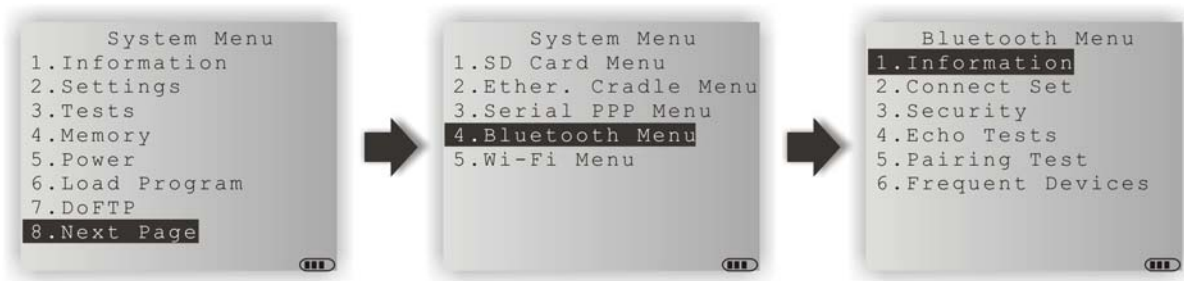 System Menu
1.Information
2.Settings
3.Tests
4.Memory
5.Power
6.Load Program
7.DoFTP
8.Next Page
System Menu
1.SD Card Menu
2.Ether. Cradle Menu
3.Serial PPP Menu
4.Bluetooth Menu
5.Wi-Fi Menu
Bluetooth Menu
1.Information
2.Connect Set
3.Security
4.Echo Tests
5.Pairing Test
6.Frequent Devices